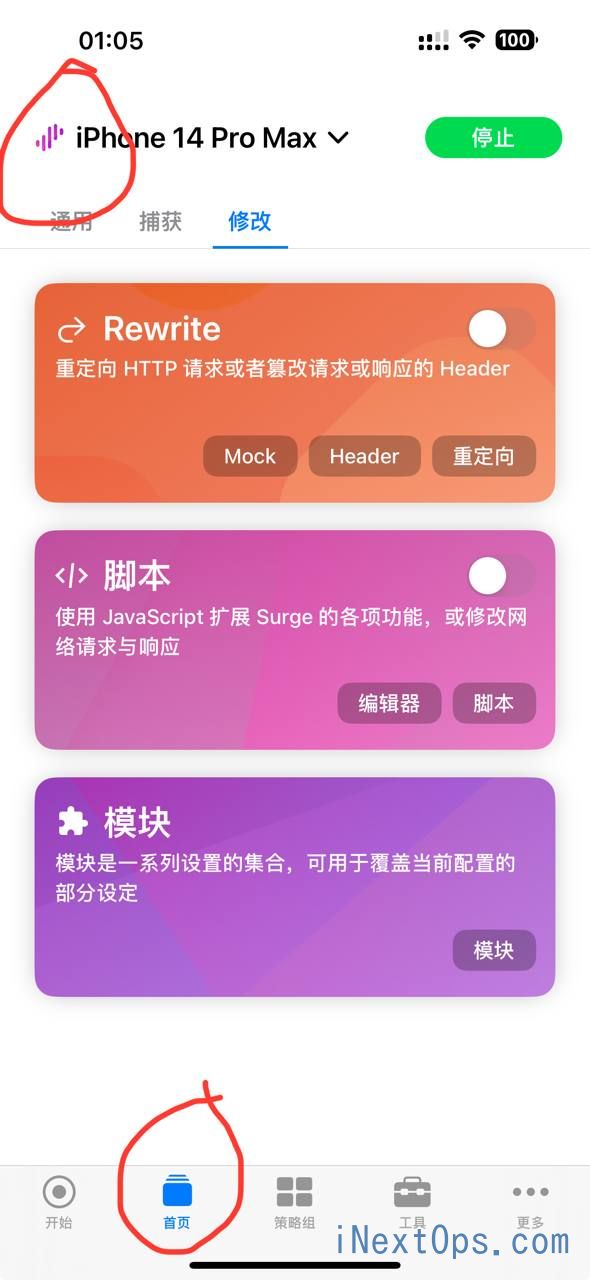 01:05
100
iPhone 14 Pro Max
停止
通用
捕获
修改
Rewrite
重定向 HTTP 请求或者篡改请求或响应的 Header
Mock
Header
重定向
脚本
使用 JavaScript 扩展 Surge 的各项功能，或修改网
络请求与响应
编辑器
脚本
模块
模块是一系列设置的集合，可用于覆盖当前配置的
部分设定
模块
开始
首页
策略组
工具
更多
iNextOps.com